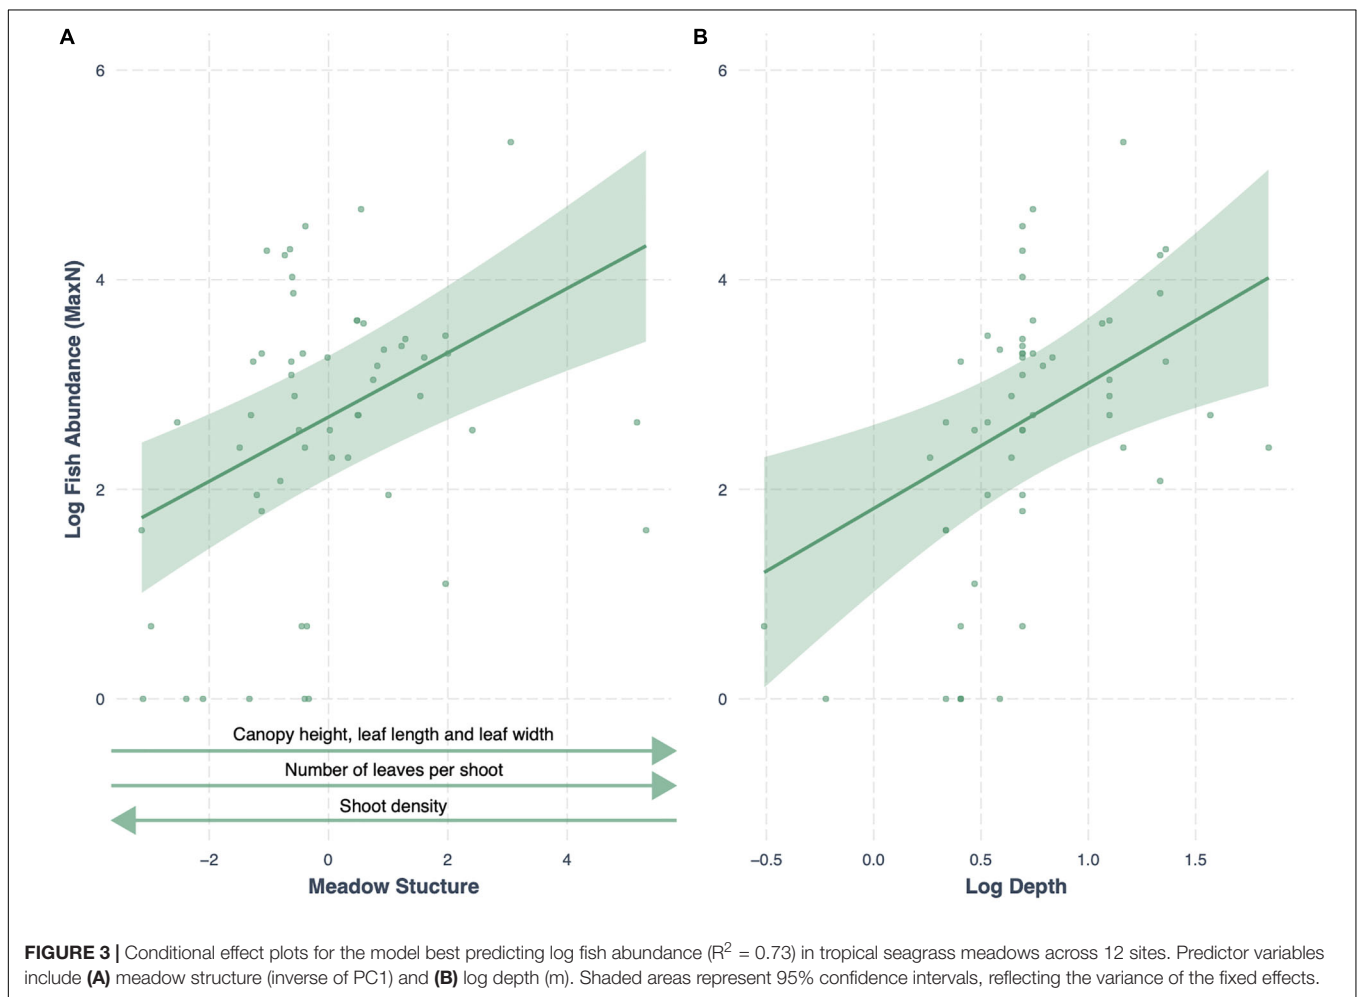 A
B
6
4
2
0
Log Fish Abundance (MaxN)
Canopy height, leaf length and leaf width
Number of leaves per shoot
Shoot density
−2 0 2 4
Meadow Stucture
6
4
2
0
−0.5 0.0 0.5 1.0 1.5
Log Depth
FIGURE 3 | Conditional effect plots for the model best predicting log fish abundance (R² = 0.73) in tropical seagrass meadows across 12 sites. Predictor variables
include (A) meadow structure (inverse of PC1) and (B) log depth (m). Shaded areas represent 95% confidence intervals, reflecting the variance of the fixed effects.